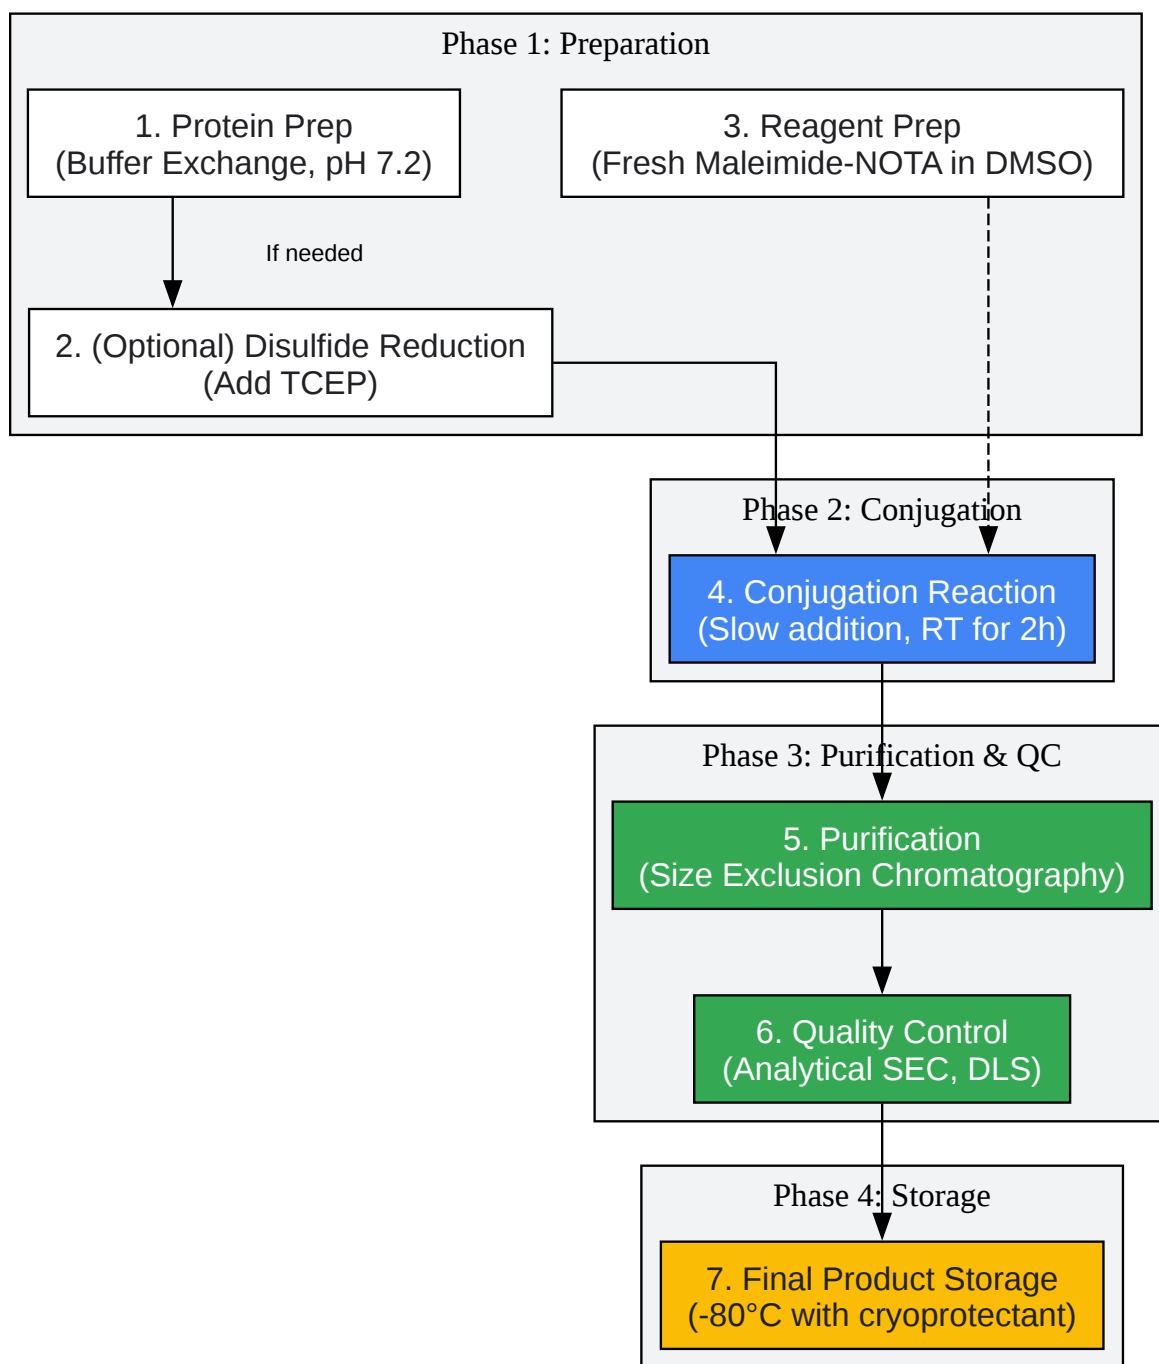 Phase 1: Preparation
1. Protein Prep
(Buffer Exchange, pH 7.2)
3. Reagent Prep
(Fresh Maleimide-NOTA in DMSO)
If needed
2. (Optional) Disulfide Reduction
(Add TCEP)
Phase 2: Conjugation
4. Conjugation Reaction
(Slow addition, RT for 2h)
Phase 3: Purification & QC
5. Purification
(Size Exclusion Chromatography)
6. Quality Control
(Analytical SEC, DLS)
Phase 4: Storage
7. Final Product Storage
(-80°C with cryoprotectant)